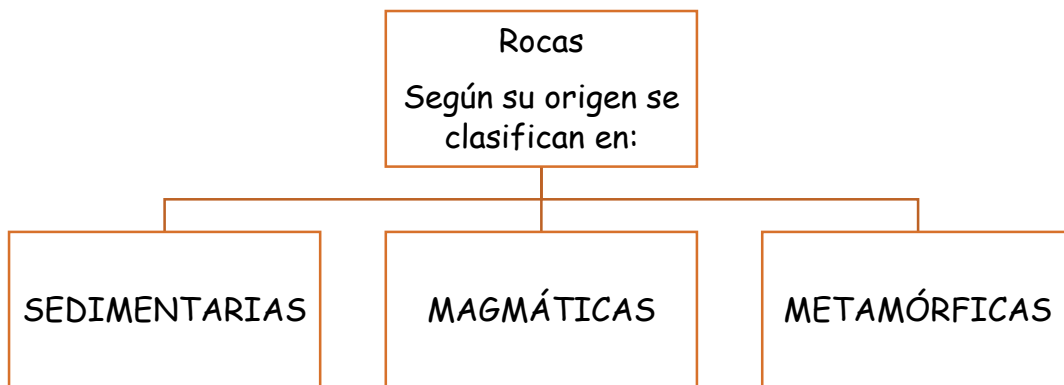 Rocas
Según su origen se
clasifican en:
SEDIMENTARIAS
MAGMÁTICAS
METAMÓRFICAS